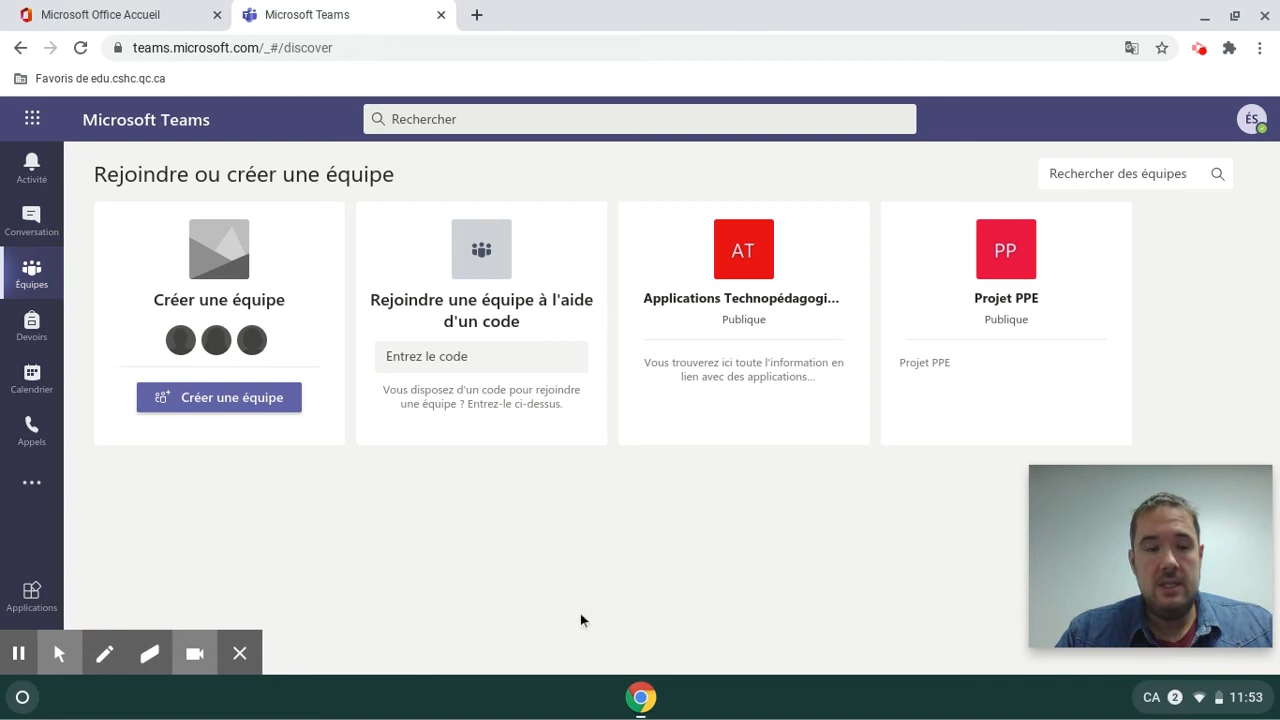 Microsoft Office Accueil
Microsoft Teams
teams.microsoft.com/_#/discover
Favoris de edu.cshc.qc.ca
Microsoft Teams
Rechercher
ÉS
Activité
Conversation
Équipes
Devoirs
Calendrier
Appels
Applications
Rejoindre ou créer une équipe
Rechercher des équipes
Créer une équipe
Créer une équipe
Rejoindre une équipe à l'aide
d'un code
Entrez le code
Vous disposez d'un code pour rejoindre
une équipe ? Entrez-le ci-dessus.
AT
Applications Technopédagogi...
Publique
Vous trouverez ici toute l'information en
lien avec des applications...
PP
Projet PPE
Publique
Projet PPE
CA 2 11:53